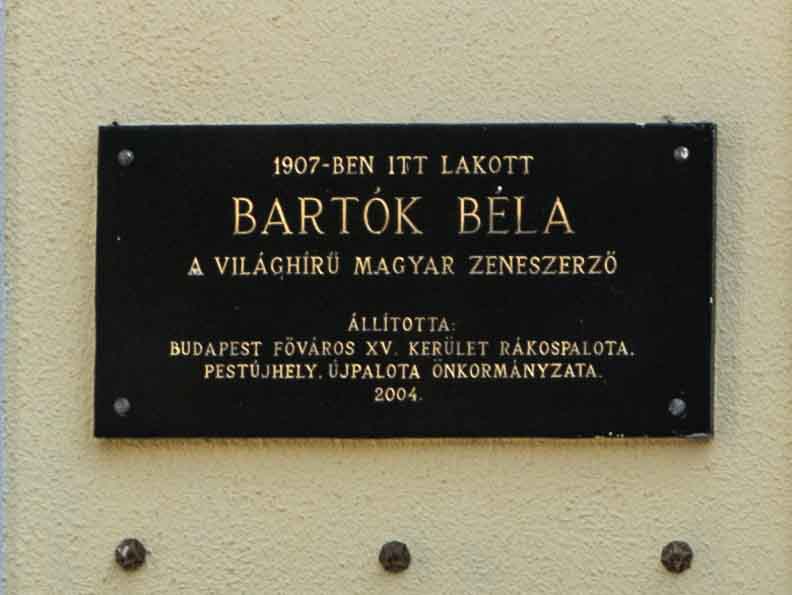 1907-BEN ITT LAKOTT
BARTÓK BÉLA
A VILÁGHÍRŰ MAGYAR ZENESZERZŐ
ÁLLÍTOTTA:
BUDAPEST FŐVÁROS XV. KERÜLET RÁKOSPALOTA,
PESTÚJHELY, ÚJPALOTA ÖNKORMÁNYZATA.
2004.